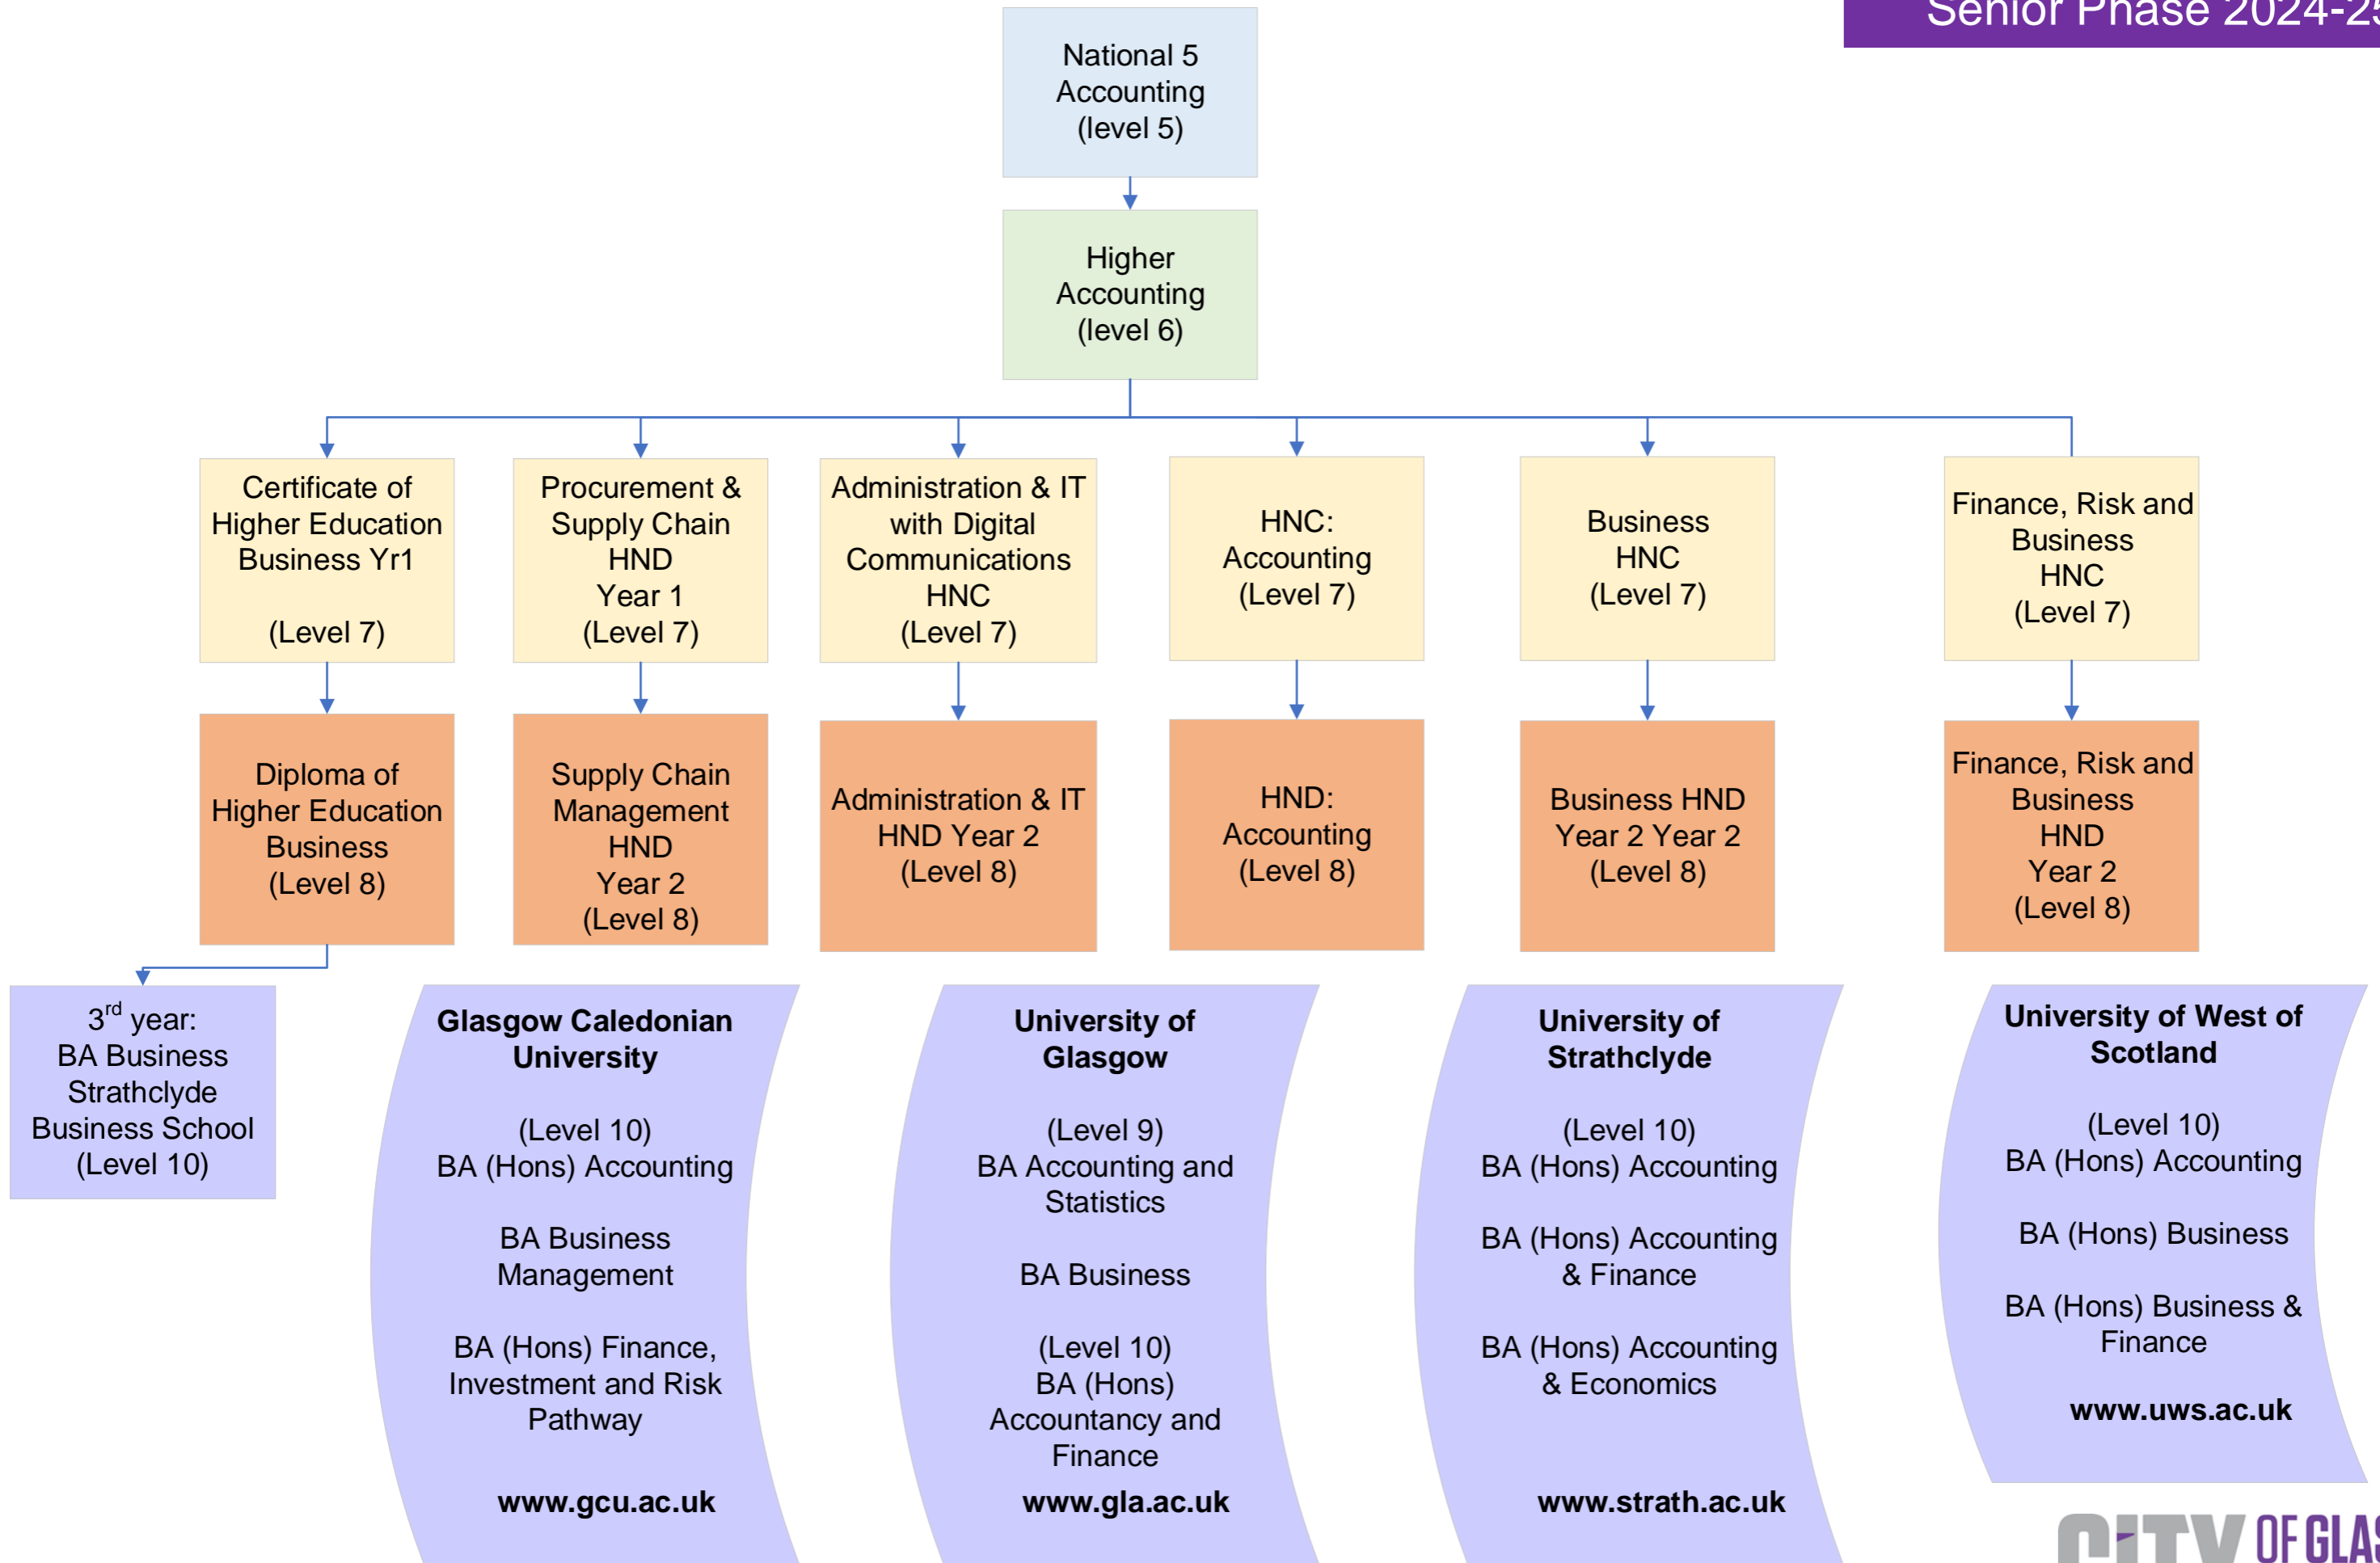 Senior Phase 2024-25
National 5
Accounting
(level 5)
Higher
Accounting
(level 6)
Certificate of
Higher Education
Business Yr1
(Level 7)
Procurement &
Supply Chain
HND
Year 1
(Level 7)
Administration & IT
with Digital
Communications
HNC
(Level 7)
HNC:
Accounting
(Level 7)
Business
HNC
(Level 7)
Finance, Risk and
Business
HNC
(Level 7)
Diploma of
Higher Education
Business
(Level 8)
Supply Chain
Management
HND
Year 2
(Level 8)
Administration & IT
HND Year 2
(Level 8)
HND:
Accounting
(Level 8)
Business HND
Year 2 Year 2
(Level 8)
Finance, Risk and
Business
HND
Year 2
(Level 8)
3rd year:
BA Business
Strathclyde
Business School
(Level 10)
Glasgow Caledonian
University
(Level 10)
BA (Hons) Accounting
BA Business
Management
BA (Hons) Finance,
Investment and Risk
Pathway
www.gcu.ac.uk
University of
Glasgow
(Level 9)
BA Accounting and
Statistics
BA Business
(Level 10)
BA (Hons)
Accountancy and
Finance
www.gla.ac.uk
University of
Strathclyde
(Level 10)
BA (Hons) Accounting
BA (Hons) Accounting
& Finance
BA (Hons) Accounting
& Economics
www.strath.ac.uk
University of West of
Scotland
(Level 10)
BA (Hons) Accounting
BA (Hons) Business
BA (Hons) Business &
Finance
www.uws.ac.uk
CITY OF GLAS